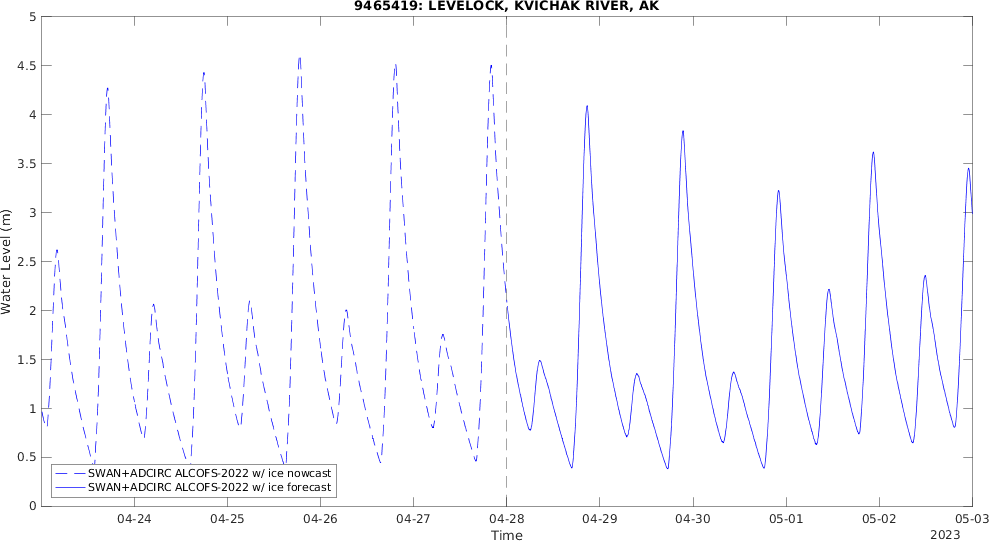 9465419: LEVELOCK, KVICHAK RIVER, AK
Water Level (m)
5
4.5
4
3.5
3
2.5
2
1.5
1
0.5
0
SWAN+ADCIRC ALCOFS-2022 w/ ice nowcast
SWAN+ADCIRC ALCOFS-2022 w/ ice forecast
04-24 04-25 04-26 04-27 04-28 04-29 04-30 05-01 05-02 05-03
Time
2023